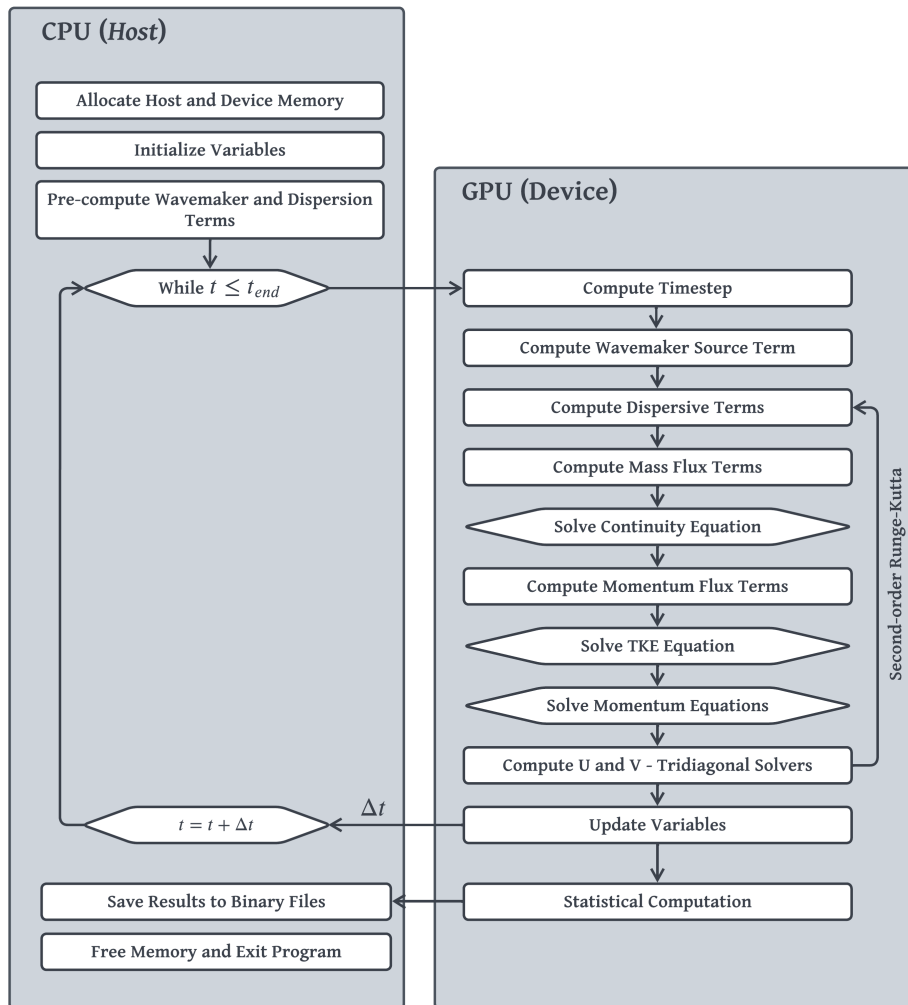 CPU (Host)
Allocate Host and Device Memory
Initialize Variables
Pre-compute Wavemaker and Dispersion
Terms
While t ≤ t_end
GPU (Device)
Compute Timestep
Compute Wavemaker Source Term
Compute Dispersive Terms
Compute Mass Flux Terms
Solve Continuity Equation
Compute Momentum Flux Terms
Solve TKE Equation
Solve Momentum Equations
Compute U and V - Tridiagonal Solvers
Second-order Runge-Kutta
Update Variables
Δt
t = t + Δt
Statistical Computation
Save Results to Binary Files
Free Memory and Exit Program